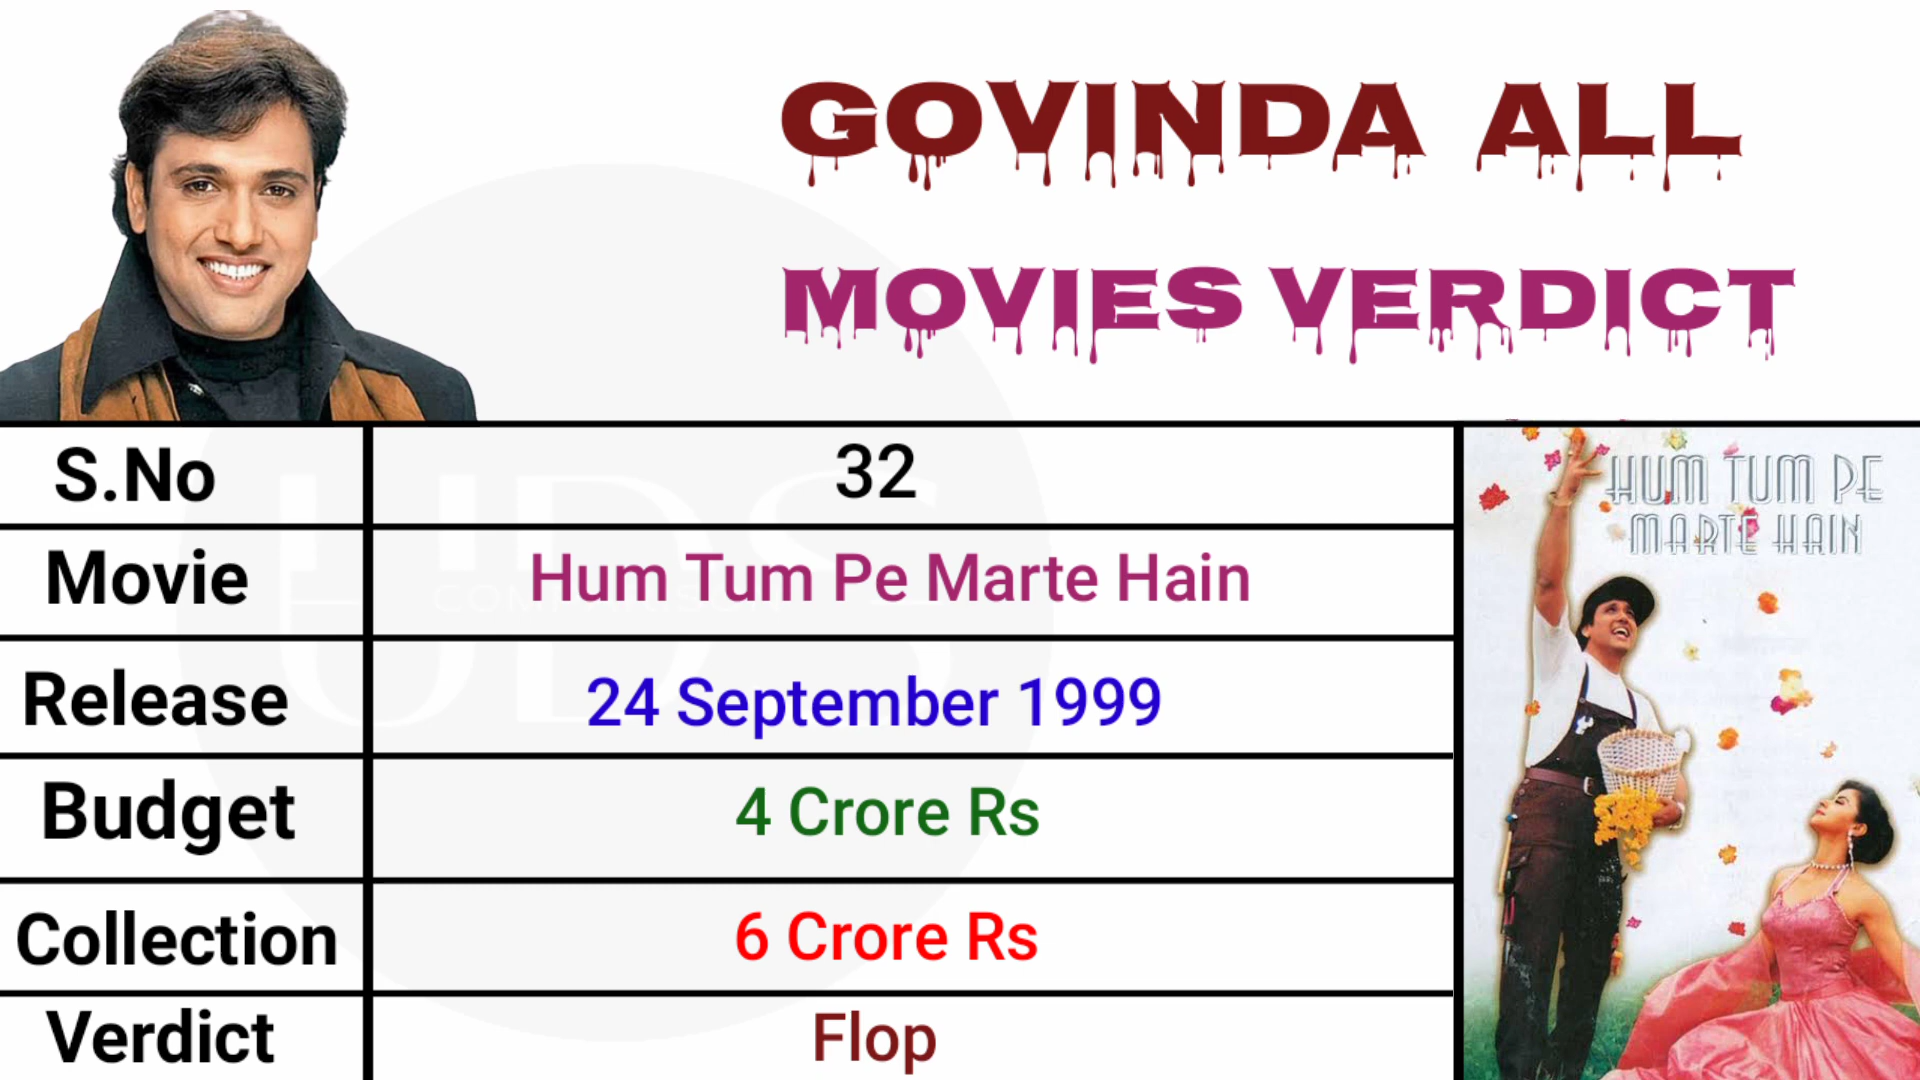 GOVINDA ALL
MOVIES VERDICT
S.No 32
Movie Hum Tum Pe Marte Hain
Release 24 September 1999
Budget 4 Crore Rs
Collection 6 Crore Rs
Verdict Flop
HUM TUM PE
MARTE HAIN
UDS